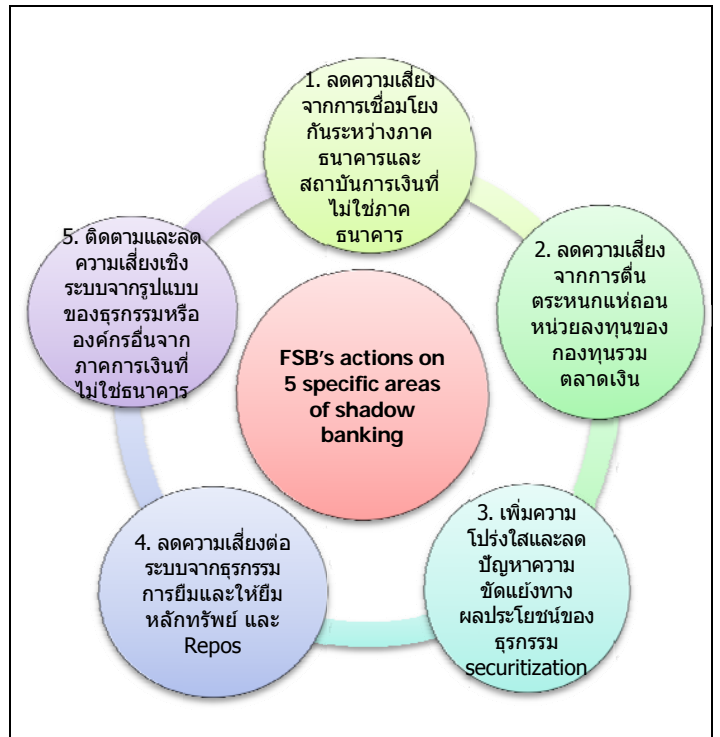 1. ลดความเสี่ยง
จากการเชื่อมโยง
กันระหว่างภาค
ธนาคารและ
สถาบันการเงินที่
ไม่ใช่ภาค
ธนาคาร
2. ลดความเสี่ยง
จากการตื่น
ตระหนกแห่ถอน
หน่วยลงทุนของ
กองทุนรวม
ตลาดเงิน
3. เพิ่มความ
โปร่งใสและลด
ปัญหาความ
ขัดแย้งทาง
ผลประโยชน์ของ
ธุรกรรม
securitization
4. ลดความเสี่ยงต่อ
ระบบจากธุรกรรม
การยืมและให้ยืม
หลักทรัพย์ และ
Repos
5. ติดตามและลด
ความเสี่ยงเชิง
ระบบจากรูปแบบ
ของธุรกรรมหรือ
องค์กรอื่นจาก
ภาคการเงินที่
ไม่ใช่ธนาคาร
FSB's actions on
5 specific areas
of shadow
banking